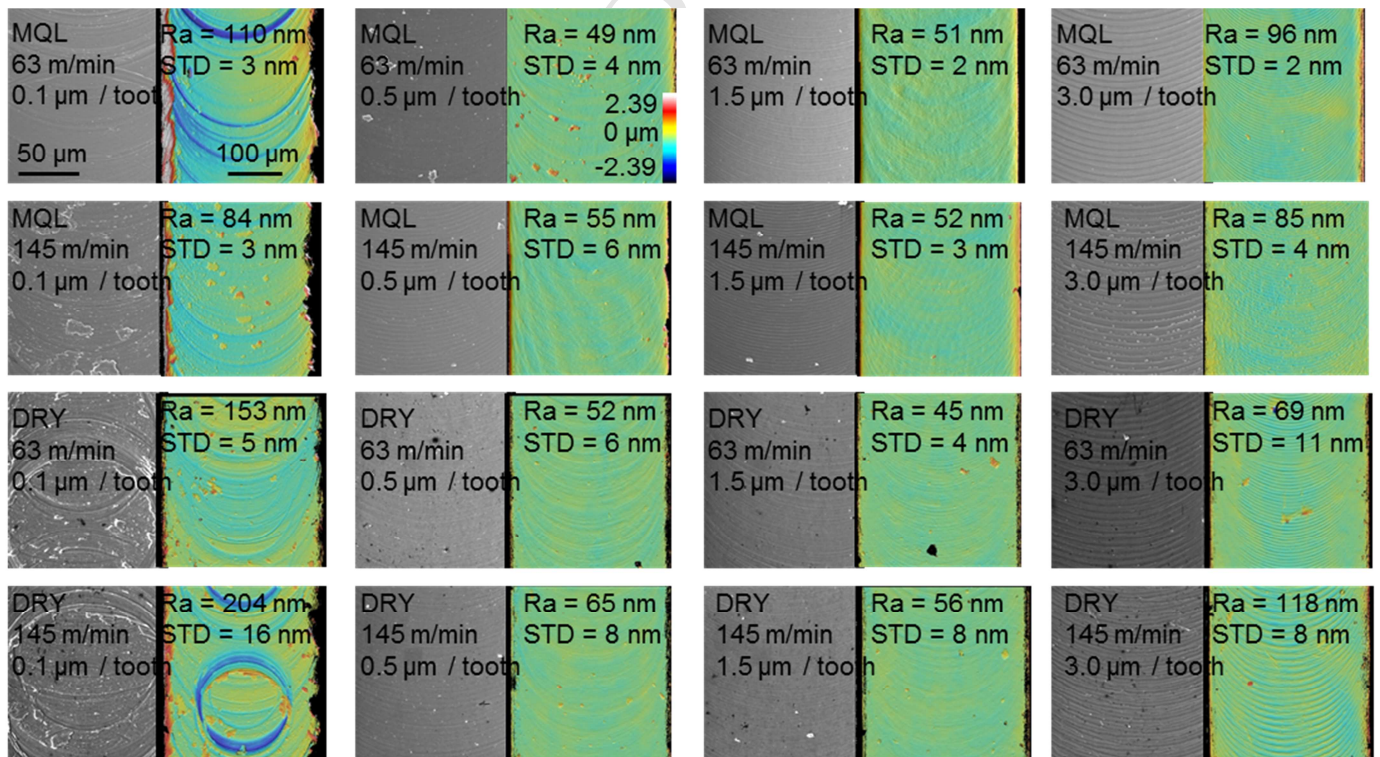 MQL
63 m/min
0.1 µm / tooth
50 µm
Ra = 110 nm
STD = 3 nm
100 µm
MQL
63 m/min
0.5 µm / tooth
Ra = 49 nm
STD = 4 nm
2.39
0 µm
-2.39
MQL
63 m/min
1.5 µm / tooth
Ra = 51 nm
STD = 2 nm
MQL
63 m/min
3.0 µm / tooth
Ra = 96 nm
STD = 2 nm
MQL
145 m/min
0.1 µm / tooth
Ra = 84 nm
STD = 3 nm
MQL
145 m/min
0.5 µm / tooth
Ra = 55 nm
STD = 6 nm
MQL
145 m/min
1.5 µm / tooth
Ra = 52 nm
STD = 3 nm
MQL
145 m/min
3.0 µm / tooth
Ra = 85 nm
STD = 4 nm
DRY
63 m/min
0.1 µm / tooth
Ra = 153 nm
STD = 5 nm
DRY
63 m/min
0.5 µm / tooth
Ra = 52 nm
STD = 6 nm
DRY
63 m/min
1.5 µm / tooth
Ra = 45 nm
STD = 4 nm
DRY
63 m/min
3.0 µm / tooth
Ra = 69 nm
STD = 11 nm
DRY
145 m/min
0.1 µm / tooth
Ra = 204 nm
STD = 16 nm
DRY
145 m/min
0.5 µm / tooth
Ra = 65 nm
STD = 8 nm
DRY
145 m/min
1.5 µm / tooth
Ra = 56 nm
STD = 8 nm
DRY
145 m/min
3.0 µm / tooth
Ra = 118 nm
STD = 8 nm